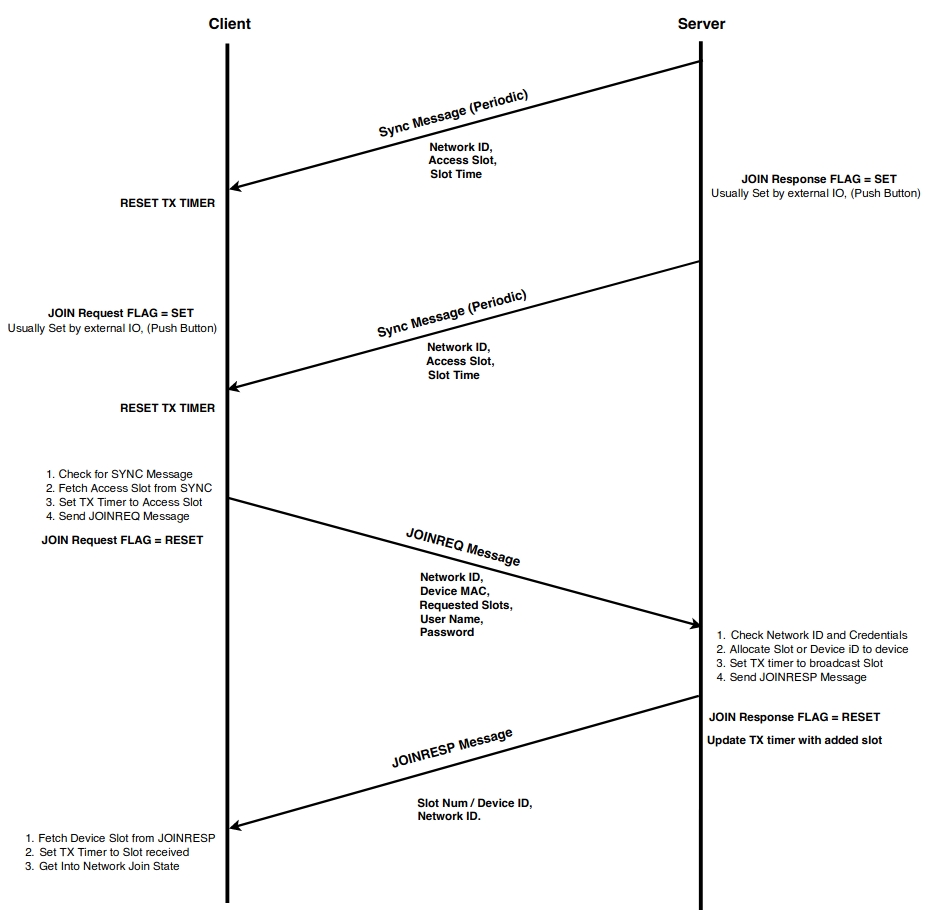 Client
Server
Sync Message (Periodic)
Network ID,
Access Slot,
Slot Time
JOIN Response FLAG = SET
Usually Set by external IO, (Push Button)
RESET TX TIMER
Sync Message (Periodic)
JOIN Request FLAG = SET
Usually Set by external IO, (Push Button)
Network ID,
Access Slot,
Slot Time
RESET TX TIMER
1. Check for SYNC Message
2. Fetch Access Slot from SYNC
3. Set TX Timer to Access Slot
4. Send JOINREQ Message
JOIN Request FLAG = RESET
JOINREQ Message
Network ID,
Device MAC,
Requested Slots,
User Name,
Password
1. Check Network ID and Credentials
2. Allocate Slot or Device iD to device
3. Set TX timer to broadcast Slot
4. Send JOINRESP Message
JOIN Response FLAG = RESET
Update TX timer with added slot
JOINRESP Message
Slot Num / Device ID,
Network ID.
1. Fetch Device Slot from JOINRESP
2. Set TX Timer to Slot received
3. Get Into Network Join State